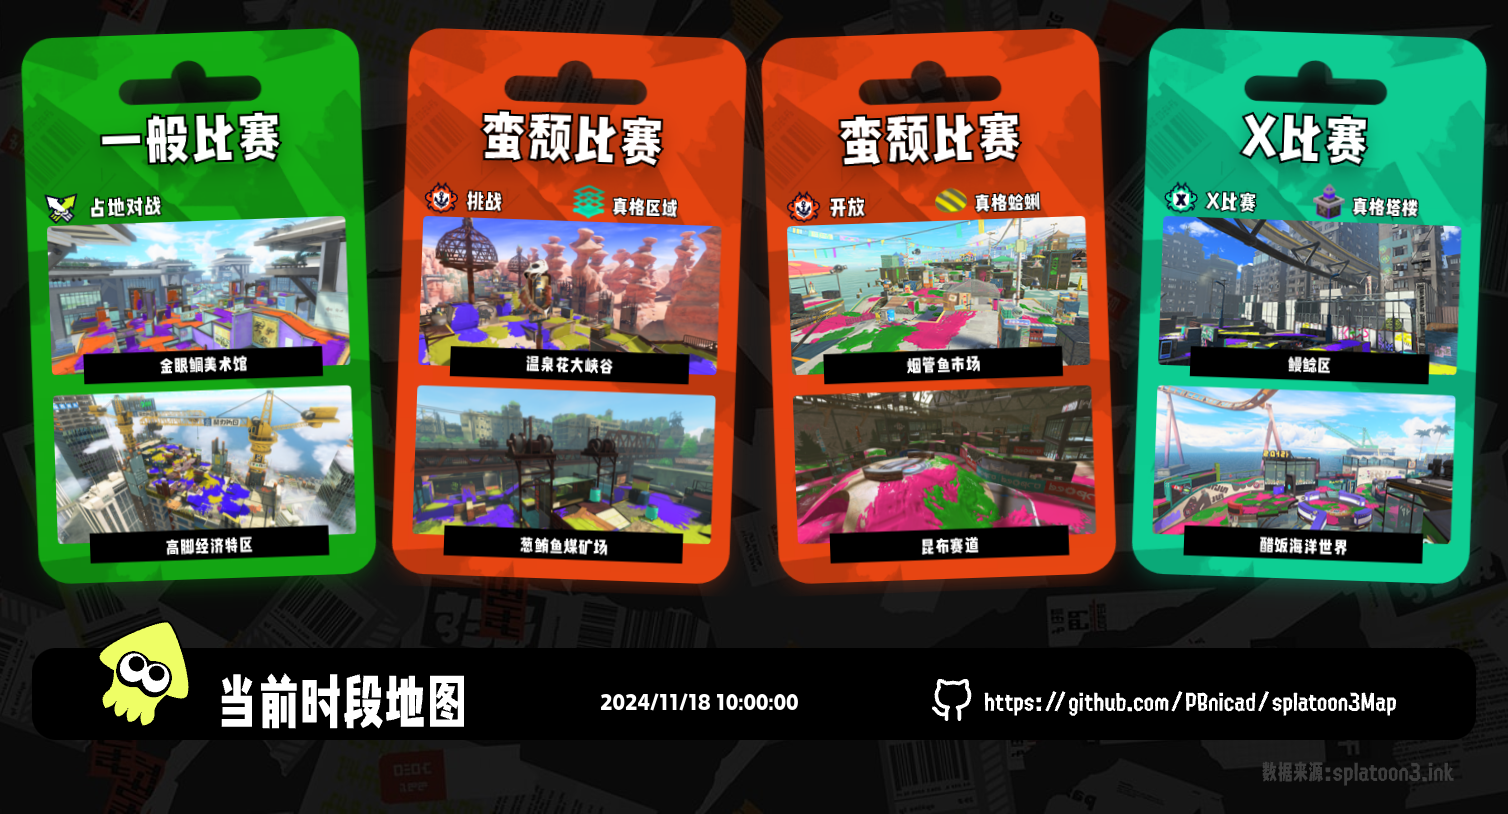 一般比赛
占地对战
金眼鲷美术馆
高脚经济特区
蛮颓比赛
挑战
真格区域
温泉花大峡谷
葱鲔鱼煤矿场
蛮颓比赛
开放
真格蛤蜊
烟管鱼市场
昆布赛道
X比赛
X比赛
真格塔楼
鳗鲶区
醋饭海洋世界
当前时段地图
2024/11/18 10:00:00
https://github.com/PBnicad/splatoon3Map
数据来源:splatoon3.ink